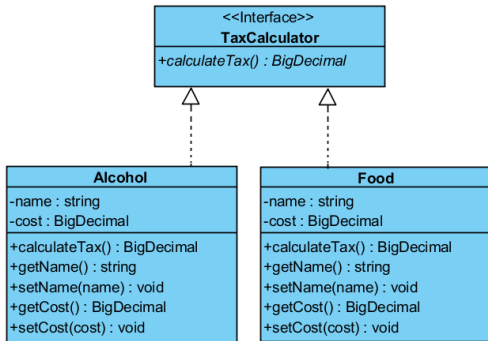 <<Interface>>
TaxCalculator
+calculateTax() : BigDecimal
Alcohol
-name : string
-cost : BigDecimal
+calculateTax() : BigDecimal
+getName() : string
+setName(name) : void
+getCost() : BigDecimal
+setCost(cost) : void
Food
-name : string
-cost : BigDecimal
+calculateTax() : BigDecimal
+getName() : string
+setName(name) : void
+getCost() : BigDecimal
+setCost(cost) : void